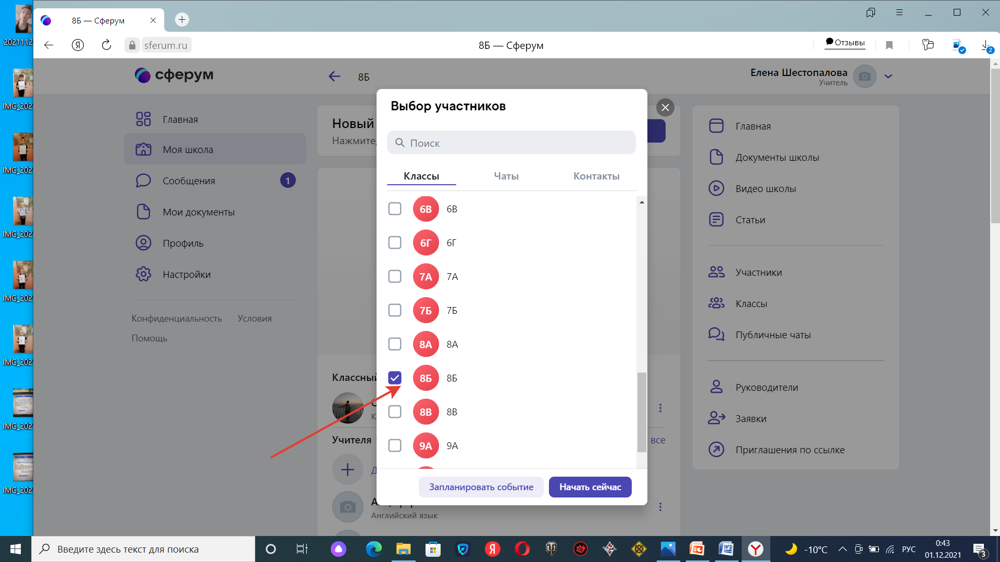 8Б — Сферум
sferum.ru
8Б — Сферум
Отзывы
2
2021112
IMG_202
IMG_202
IMG_202
IMG_202
IMG_202
IMG_202
IMG_202
сферум
8Б
Елена Шестопалова
Учитель
Главная
Моя школа
Сообщения
1
Мои документы
Профиль
Настройки
Конфиденциальность
Условия
Помощь
Новый
Нажмите,
Классный
Учителя
все
Английский язык
Выбор участников
Поиск
Классы
Чаты
Контакты
6В 6В
6Г 6Г
7А 7А
7Б 7Б
8А 8А
8Б 8Б
8В 8В
9А 9А
Запланировать событие
Начать сейчас
Главная
Документы школы
Видео школы
Статьи
Участники
Классы
Публичные чаты
Руководители
Заявки
Приглашения по ссылке
Введите здесь текст для поиска
-10°C
РУС
0:43
01.12.2021
3